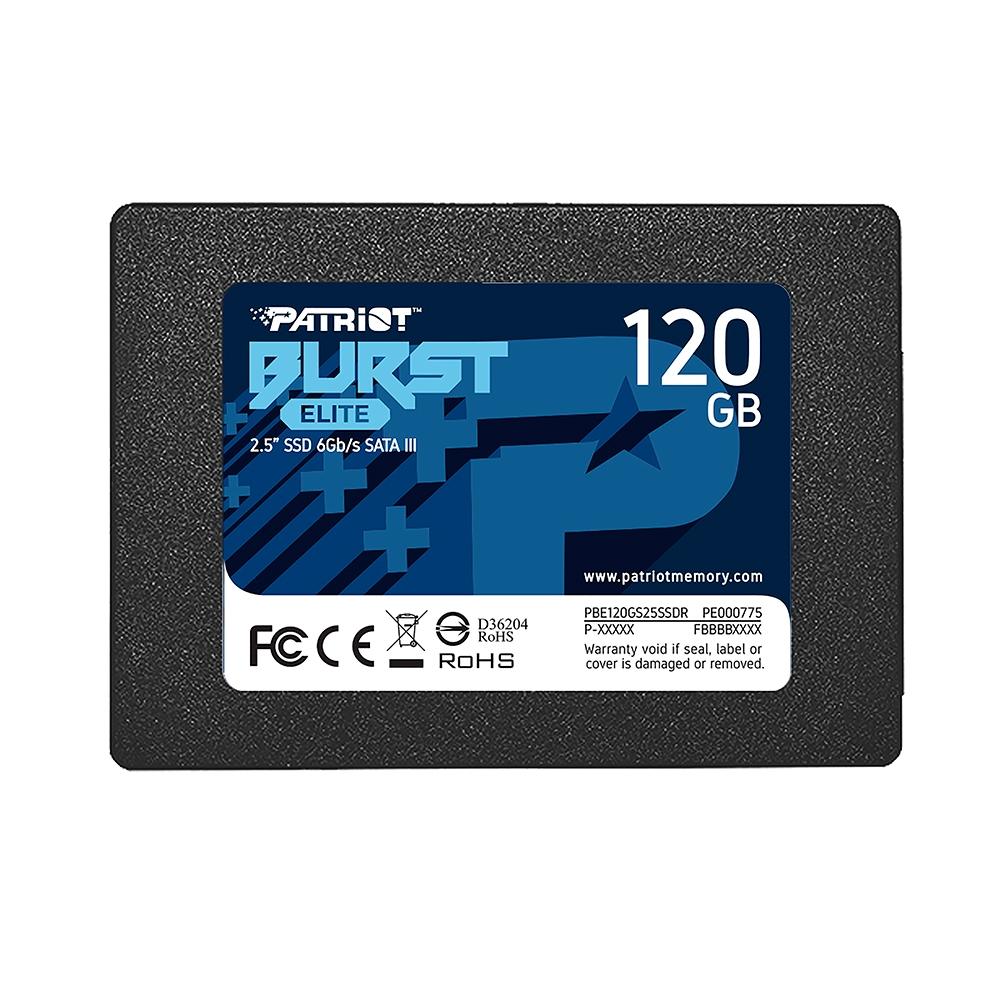 PATRIOT™
BURST
ELITE
2.5" SSD 6Gb/s SATA III
120
GB
www.patriotmemory.com
FC CE
D36204
RoHS
RoHS
PBE120GS25SSDR PE000775
P-XXXXX FBBBBXXXX
Warranty void if seal, label or
cover is damaged or removed.